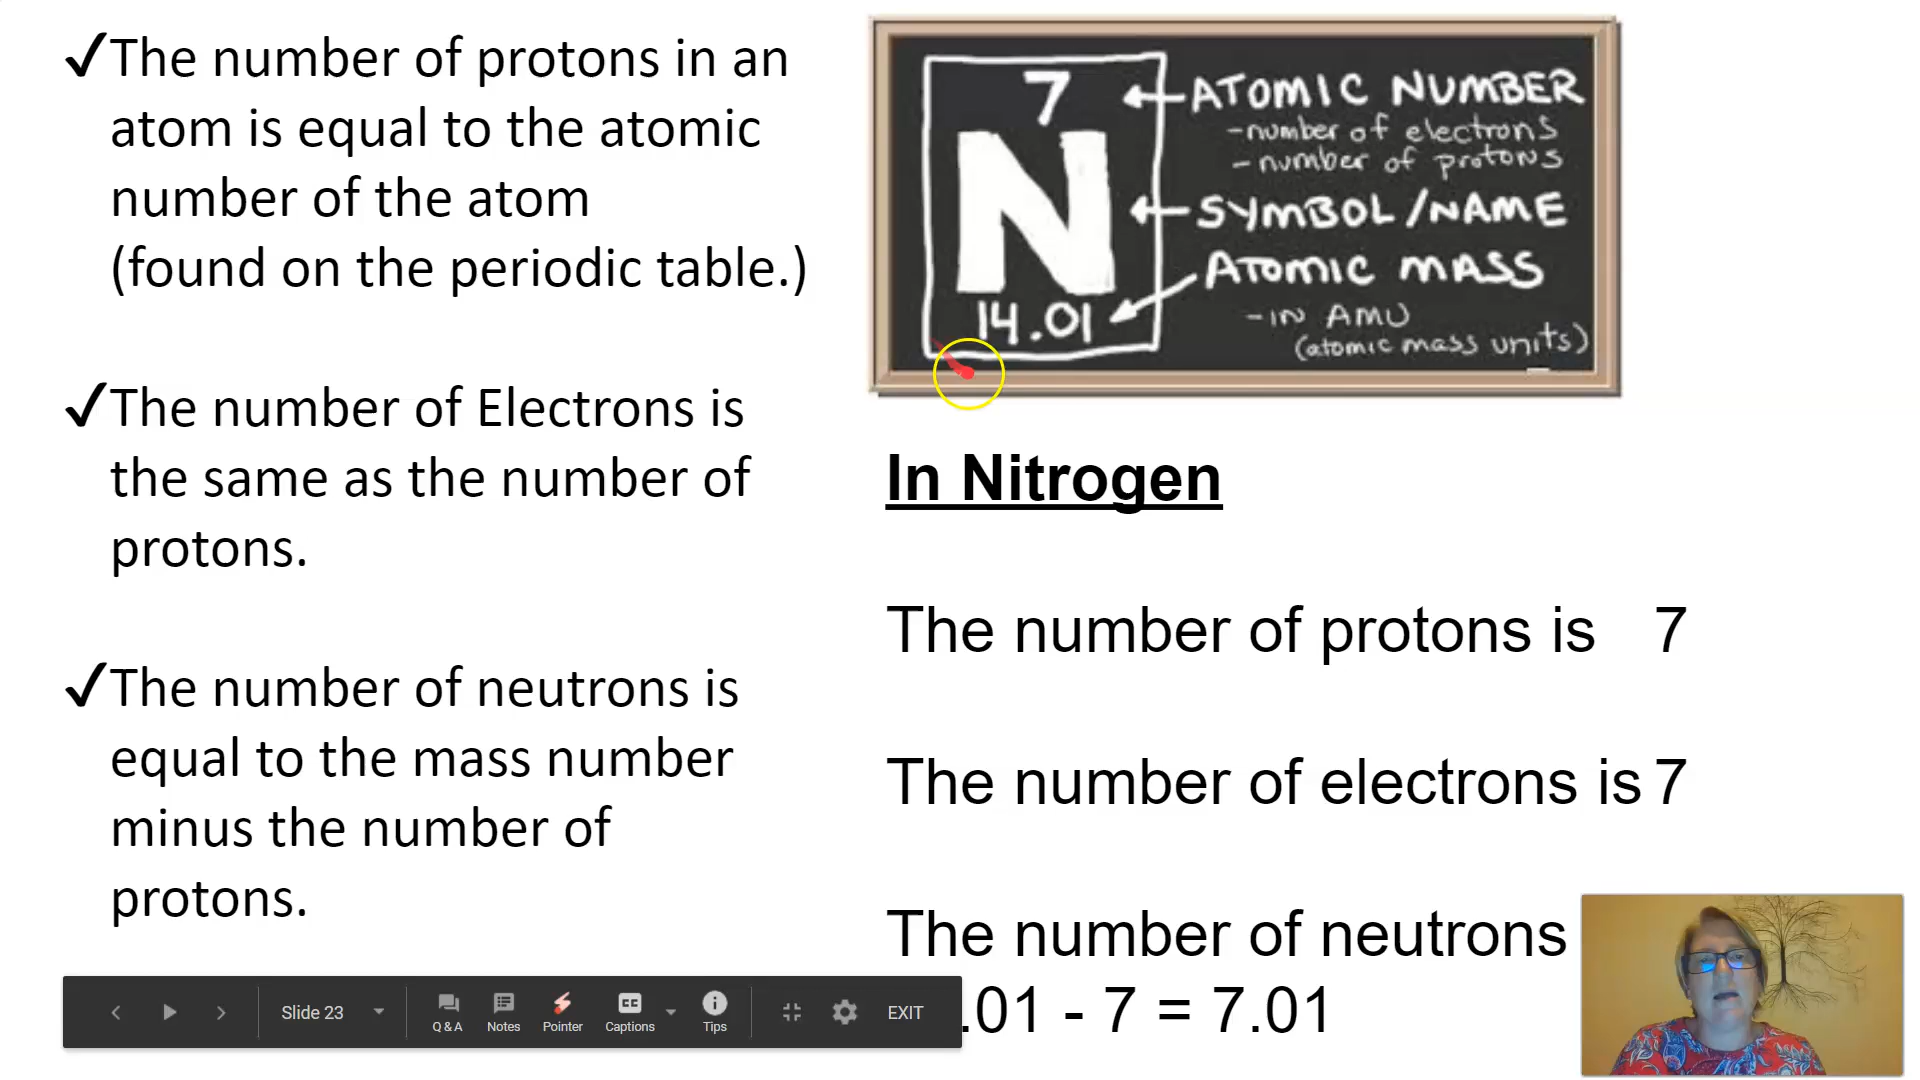 ✓The number of protons in an
atom is equal to the atomic
number of the atom
(found on the periodic table.)
✓The number of Electrons is
the same as the number of
protons.
✓The number of neutrons is
equal to the mass number
minus the number of
protons.
7
N
14.01
ATOMIC NUMBER
-number of electrons
-number of protons
SYMBOL/NAME
ATOMIC MASS
-IN AMU
(atomic mass units)
In Nitrogen
The number of protons is 7
The number of electrons is 7
The number of neutrons
.01 - 7 = 7.01
Slide 23
Q & A
Notes
Pointer
CC
Captions
Tips
EXIT